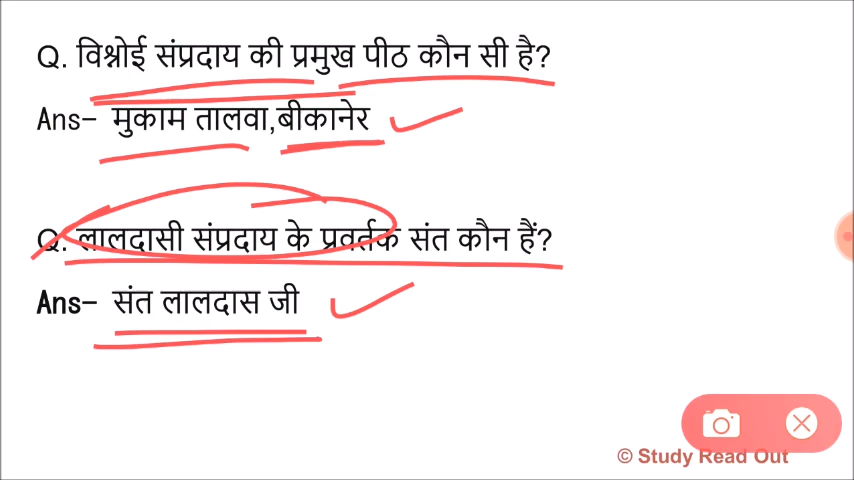 Q. विश्नोई संप्रदाय की प्रमुख पीठ कौन सी है?
Ans- मुकाम तालवा,बीकानेर
Q. लालदासी संप्रदाय के प्रवर्तक संत कौन हैं?
Ans- संत लालदास जी
© Study Read Out